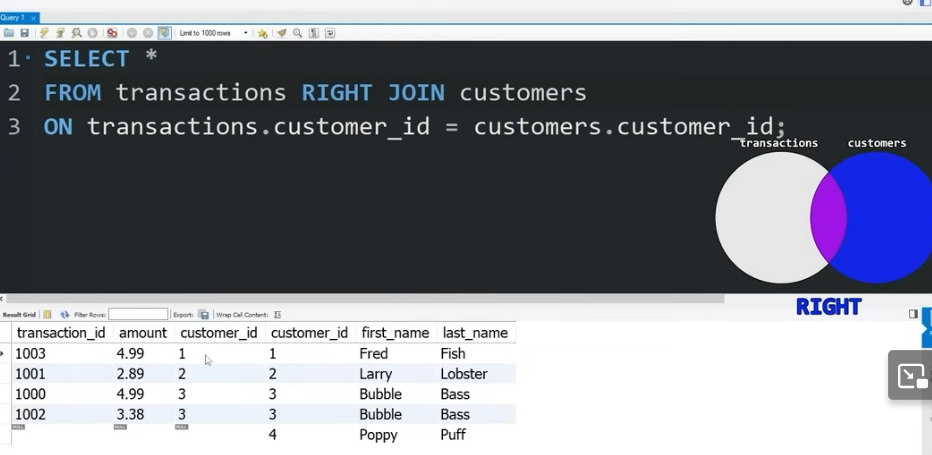 Query 1
Limit to 1000 rows
1 SELECT *
2 FROM transactions RIGHT JOIN customers
3 ON transactions.customer_id = customers.customer_id;
transactions customers
RIGHT
Result Grid Filter Rows: Export: Wrap Cell Content:
transaction_id amount customer_id customer_id first_name last_name
1003 4.99 1 1 Fred Fish
1001 2.89 2 2 Larry Lobster
1000 4.99 3 3 Bubble Bass
1002 3.38 3 3 Bubble Bass
NULL NULL NULL 4 Poppy Puff